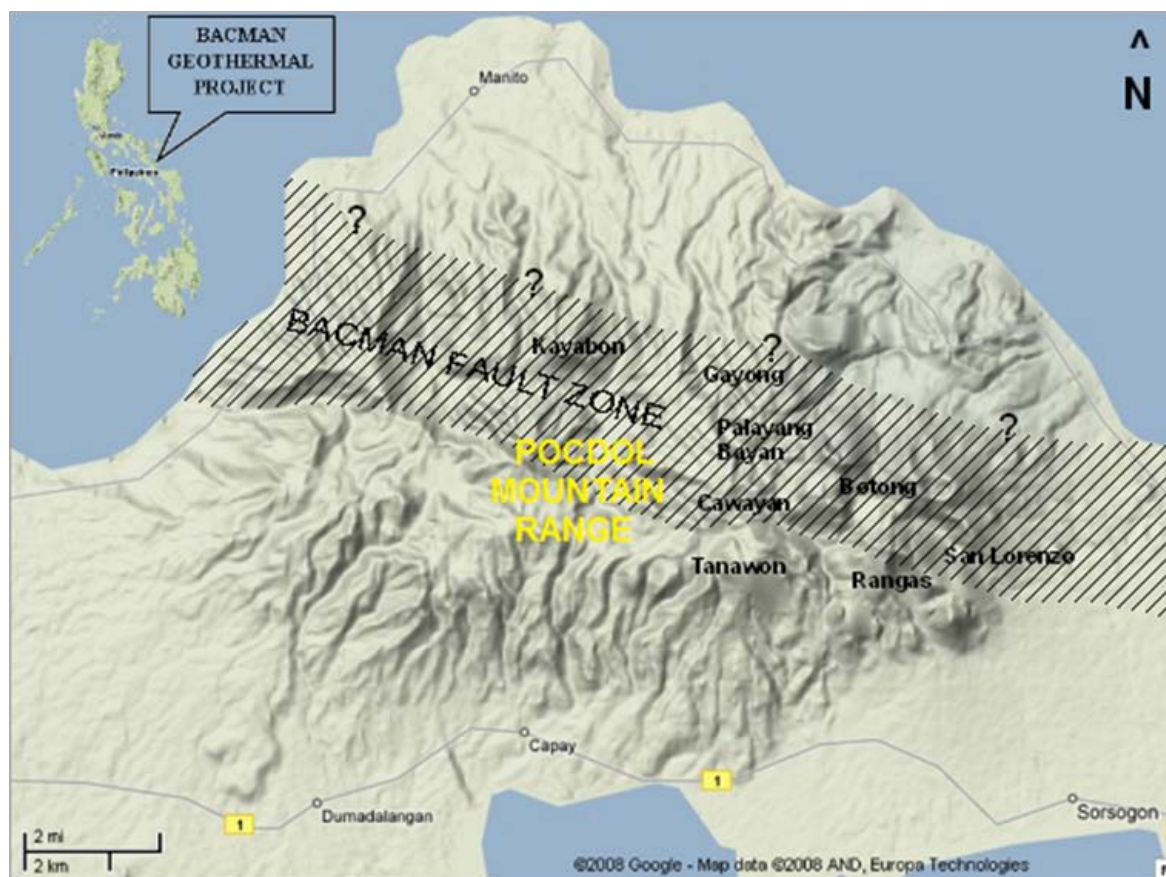 BACMAN
GEOTHERMAL
PROJECT
^
N
Manito
?
?
?
?
BACMAN FAULT ZONE
Kayabon
Gayong
Palayang
Bayan
POCDOL
MOUNTAIN
RANGE
Botong
Cawayan
San Lorenzo
Tanawon
Rangas
Capay
1
1
Dumadalangan
Sorsogon
2 mi
2 km
©2008 Google - Map data ©2008 AND, Europa Technologies